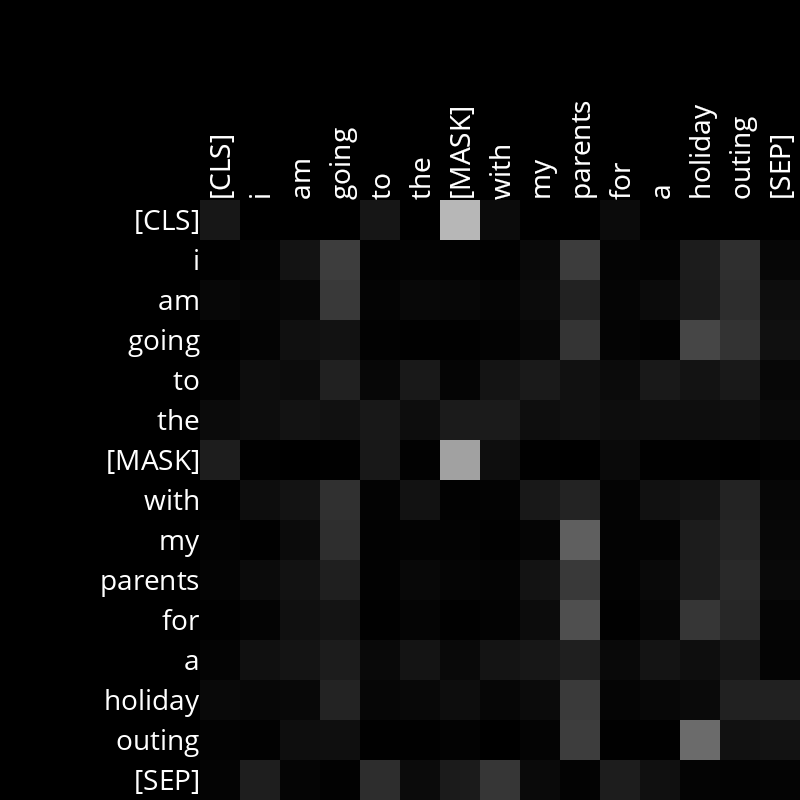 [CLS] i am going to the [MASK] with my parents for a holiday outing [SEP]
[CLS]
i
am
going
to
the
[MASK]
with
my
parents
for
a
holiday
outing
[SEP]